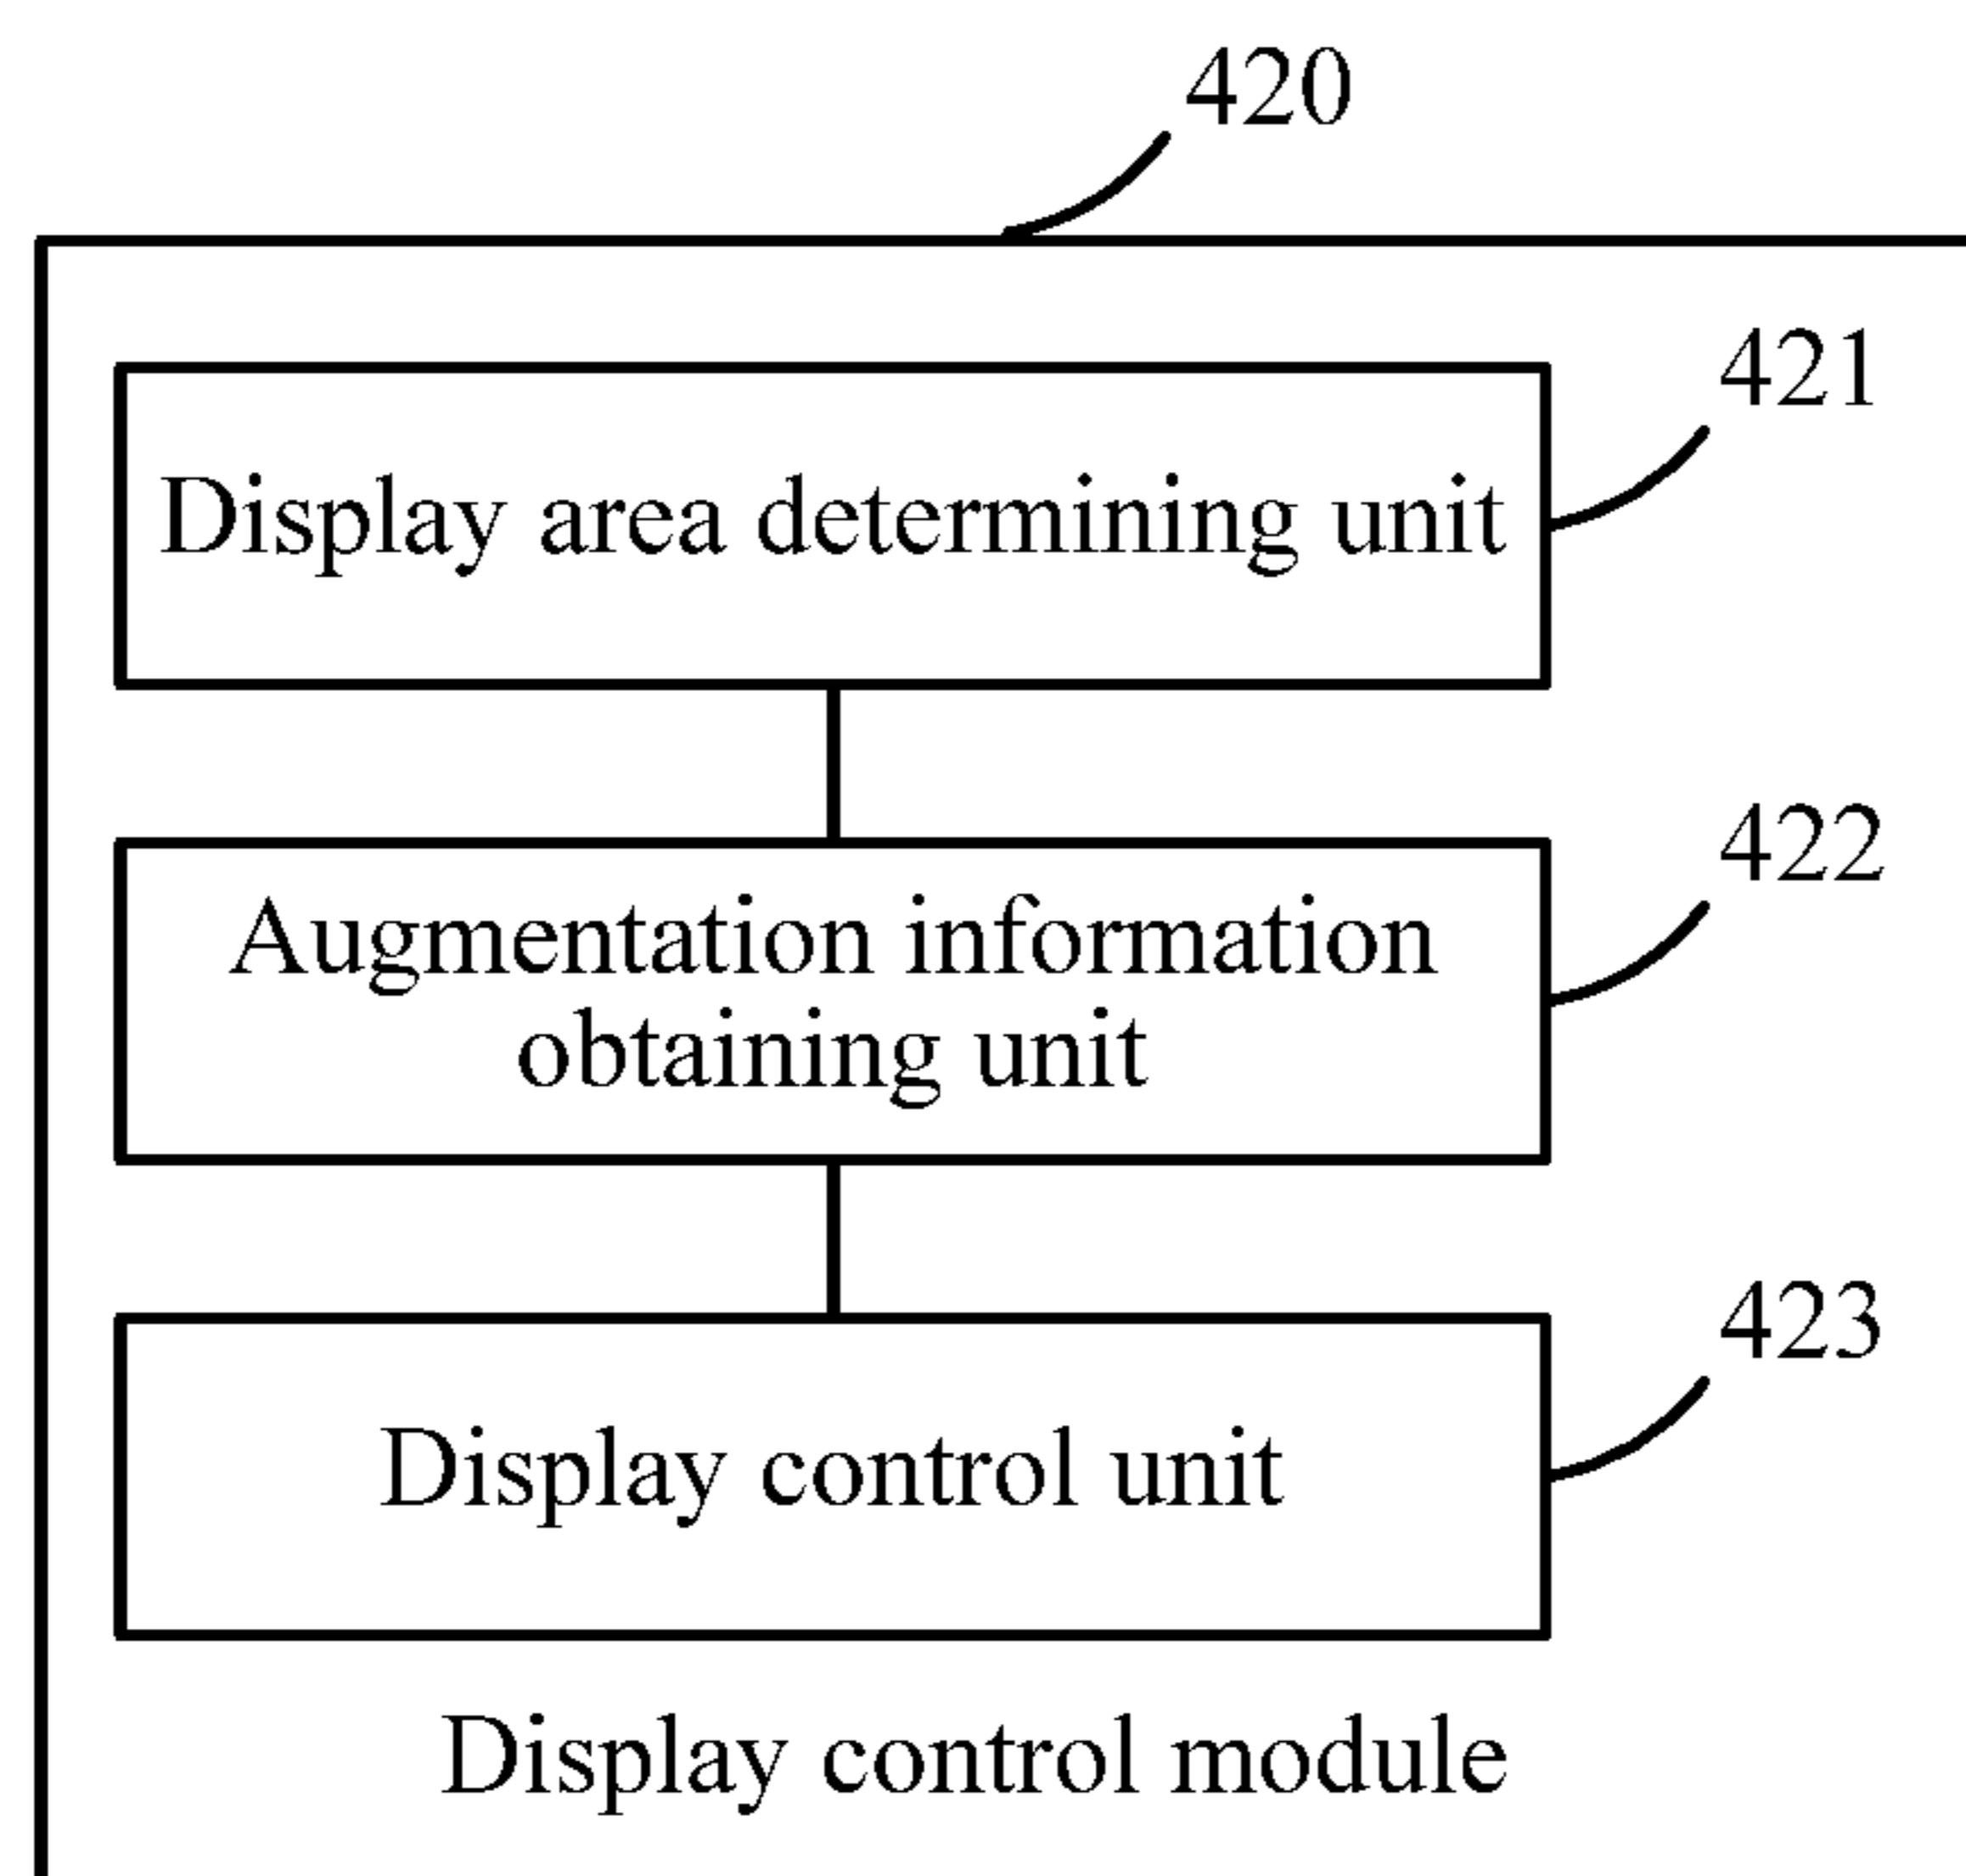 420
421
Display area determining unit
422
Augmentation information
obtaining unit
423
Display control unit
Display control module